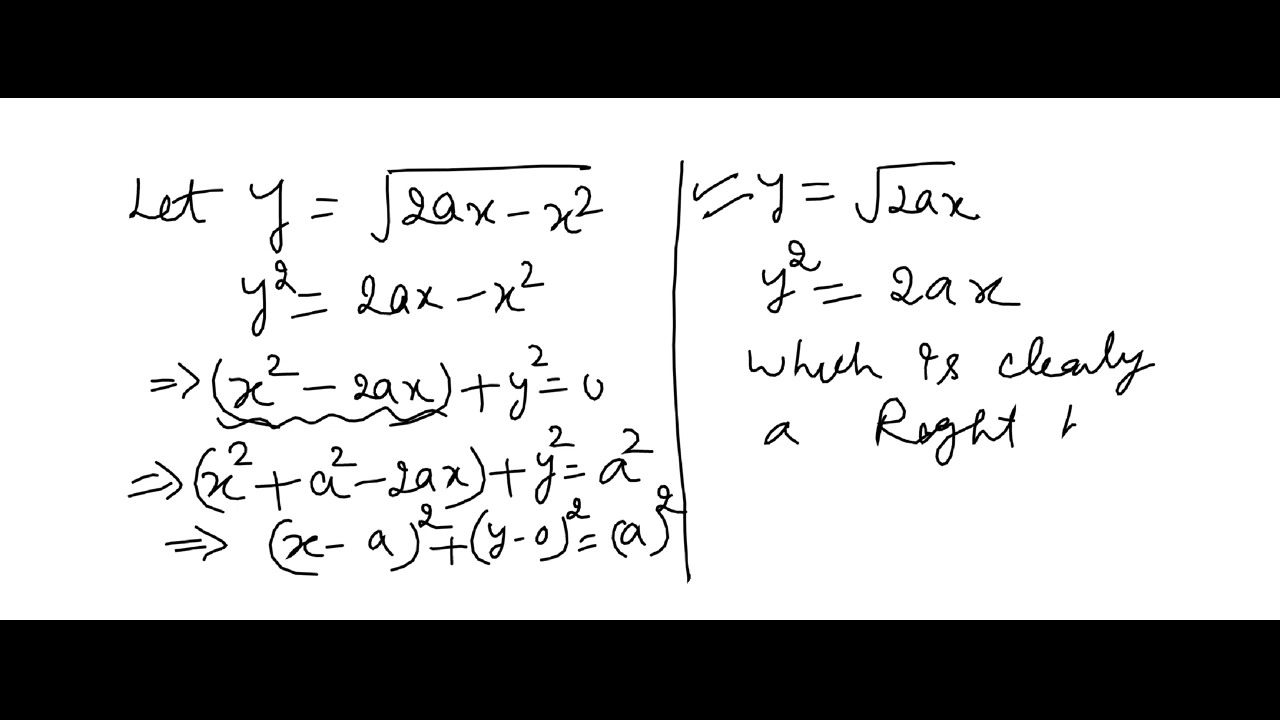 Let y = √(2ax - x²)
y² = 2ax - x²
=> (x² - 2ax) + y² = 0
=> (x² + a² - 2ax) + y² = a²
=> (x - a)² + (y - 0)² = (a)²
y = √(2ax)
y² = 2ax
which is clearly
a Right